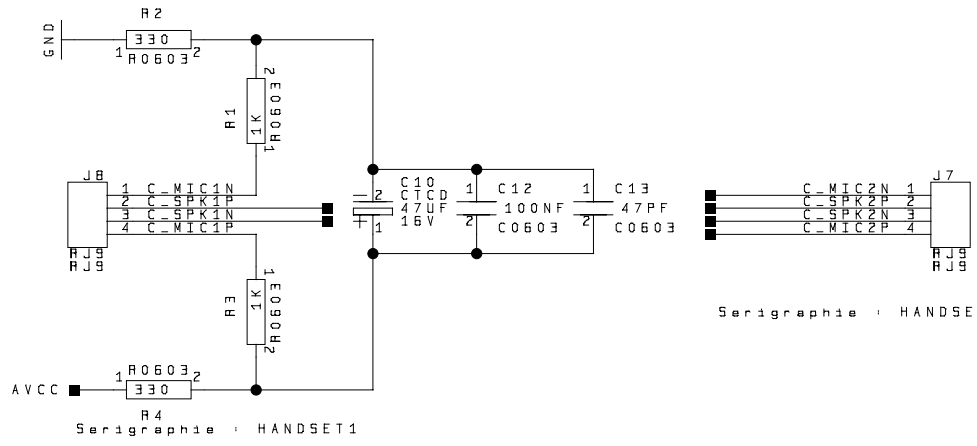 R2
GND
1 330 2
R0603
2
R1
1K
R0603
1
J8
1 C_MIC1N
2 C_SPK1P
3 C_SPK1N
4 C_MIC1P
RJ9
RJ9
C10
2 CTCD
47UF
16V
1
1 C12
100NF
2 C0603
1 C13
47PF
2 C0603
J7
C_MIC2N 1
C_SPK2P 2
C_SPK2N 3
C_MIC2P 4
RJ9
RJ9
Serigraphie : HANDSE
1
R3
1K
R0603
2
R0603
AVCC
1 330 2
R4
Serigraphie : HANDSET1